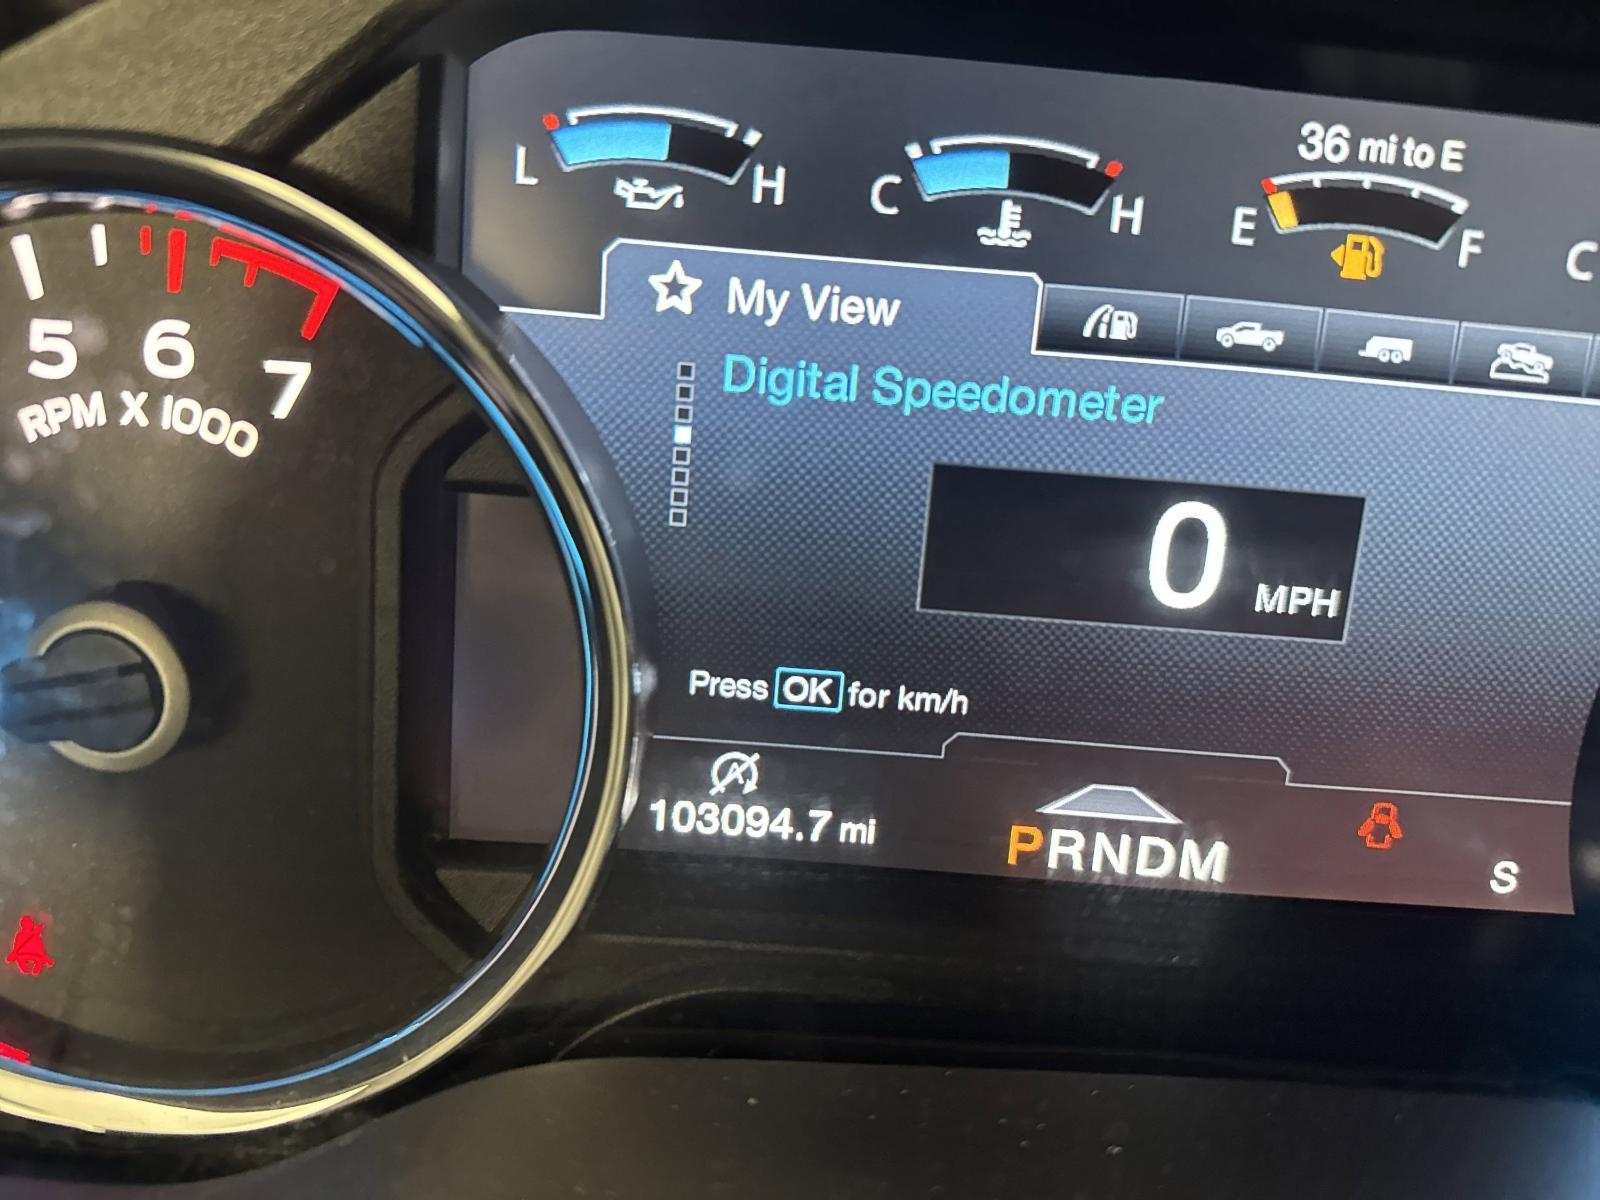 36 mi to E
L H
C H
E F
C
My View
Digital Speedometer
5 6 7
RPM X 1000
0 MPH
Press OK for km/h
103094.7 mi
PRNDM
S